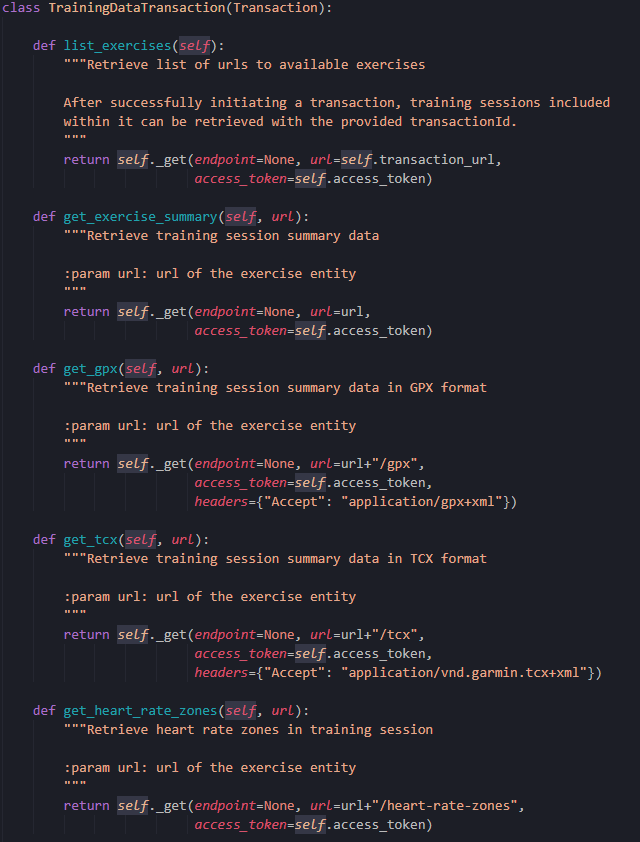 class TrainingDataTransaction(Transaction):
def list_exercises(self):
"""Retrieve list of urls to available exercises
After successfully initiating a transaction, training sessions included
within it can be retrieved with the provided transactionId.
"""
return self._get(endpoint=None, url=self.transaction_url,
access_token=self.access_token)
def get_exercise_summary(self, url):
"""Retrieve training session summary data
:param url: url of the exercise entity
"""
return self._get(endpoint=None, url=url,
access_token=self.access_token)
def get_gpx(self, url):
"""Retrieve training session summary data in GPX format
:param url: url of the exercise entity
"""
return self._get(endpoint=None, url=url+"/gpx",
access_token=self.access_token,
headers={"Accept": "application/gpx+xml"})
def get_tcx(self, url):
"""Retrieve training session summary data in TCX format
:param url: url of the exercise entity
"""
return self._get(endpoint=None, url=url+"/tcx",
access_token=self.access_token,
headers={"Accept": "application/vnd.garmin.tcx+xml"})
def get_heart_rate_zones(self, url):
"""Retrieve heart rate zones in training session
:param url: url of the exercise entity
"""
return self._get(endpoint=None, url=url+"/heart-rate-zones",
access_token=self.access_token)